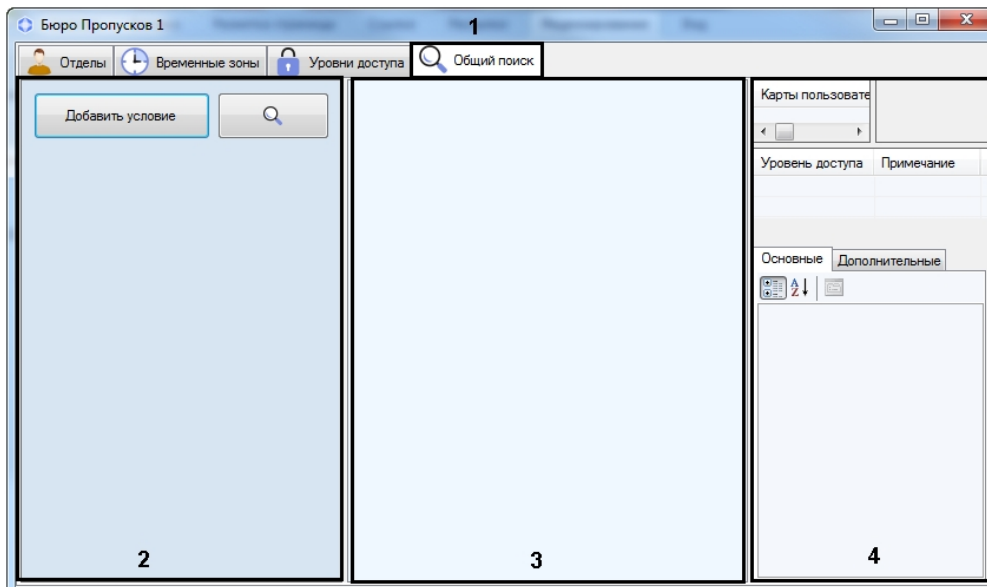 Бюро Пропусков 1
1
Отделы Временные зоны Уровни доступа Общий поиск
Добавить условие
Карты пользовате
Уровень доступа Примечание
Основные Дополнительные
A
Z
2 3 4